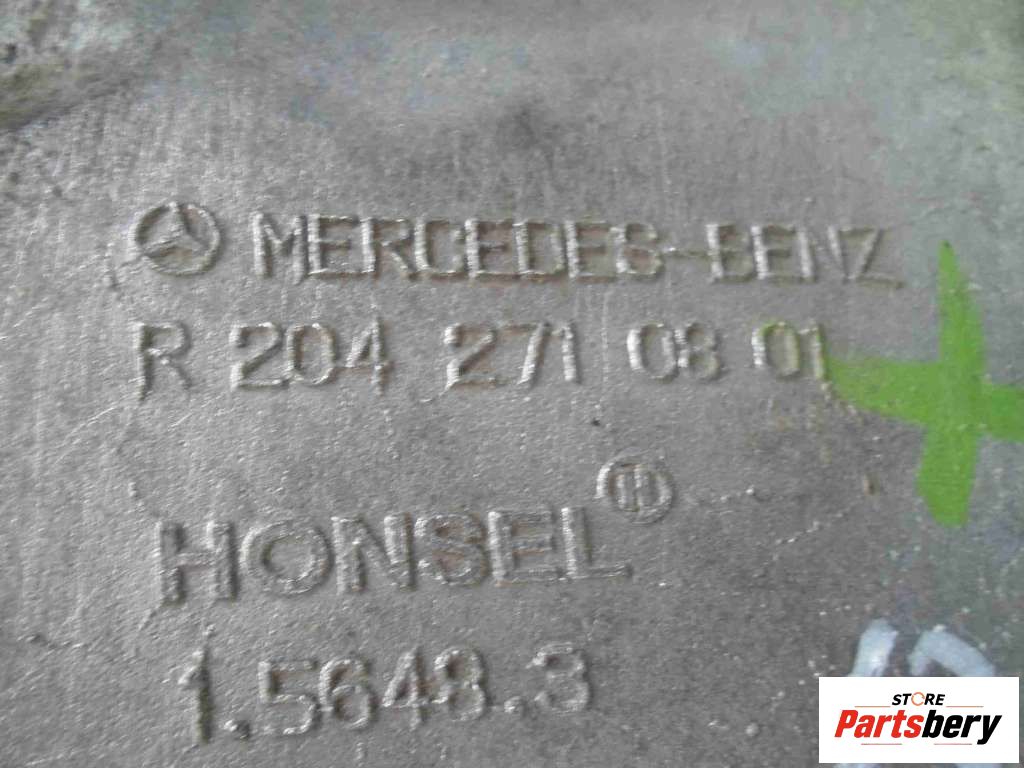 MERCEDES-BENZ
R 204 271 08 01
HONSEL
1.5648.3
STORE
Partsbery